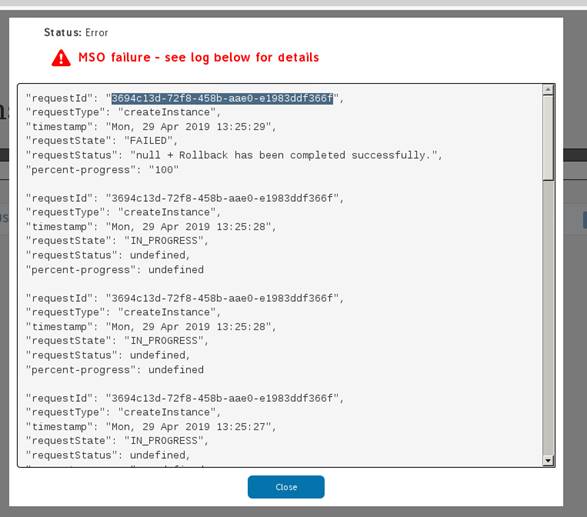 Status: Error
MSO failure - see log below for details
"requestId": "3694c13d-72f8-458b-aae0-e1983ddf366f",
"requestType": "createInstance",
"timestamp": "Mon, 29 Apr 2019 13:25:29",
"requestState": "FAILED",
"requestStatus": "null + Rollback has been completed successfully.",
"percent-progress": "100"
"requestId": "3694c13d-72f8-458b-aae0-e1983ddf366f",
"requestType": "createInstance",
"timestamp": "Mon, 29 Apr 2019 13:25:28",
"requestState": "IN_PROGRESS",
"requestStatus": undefined,
"percent-progress": undefined
"requestId": "3694c13d-72f8-458b-aae0-e1983ddf366f",
"requestType": "createInstance",
"timestamp": "Mon, 29 Apr 2019 13:25:28",
"requestState": "IN_PROGRESS",
"requestStatus": undefined,
"percent-progress": undefined
"requestId": "3694c13d-72f8-458b-aae0-e1983ddf366f",
"requestType": "createInstance",
"timestamp": "Mon, 29 Apr 2019 13:25:27",
"requestState": "IN_PROGRESS",
"requestStatus": undefined,
Close